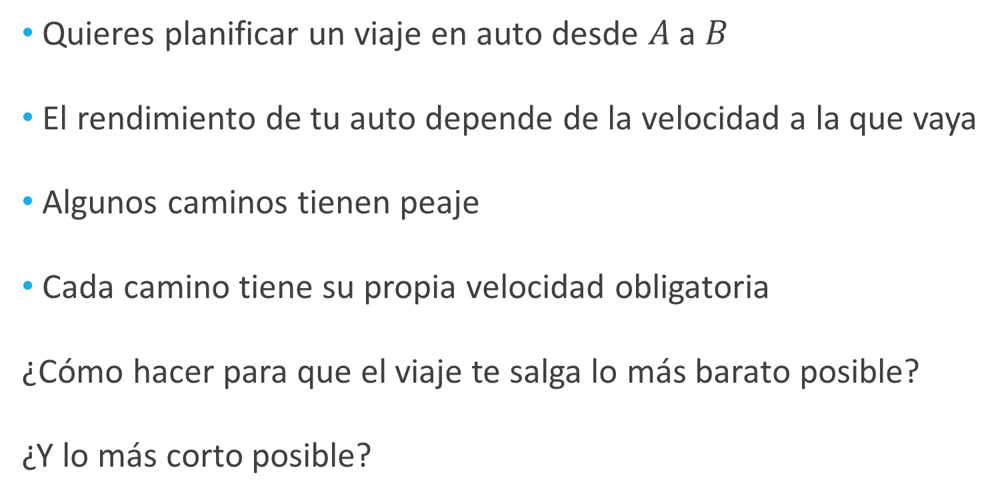 • Quieres planificar un viaje en auto desde A a B
• El rendimiento de tu auto depende de la velocidad a la que vaya
• Algunos caminos tienen peaje
• Cada camino tiene su propia velocidad obligatoria
¿Cómo hacer para que el viaje te salga lo más barato posible?
¿Y lo más corto posible?